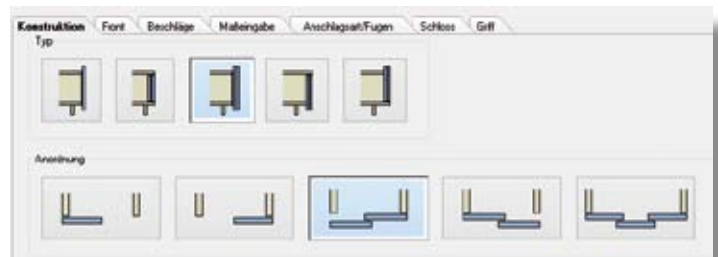 Konstruktion Front Beschläge Maßeingabe Anschlagsart/Fugen Schloss Griff
Typ
Anordnung